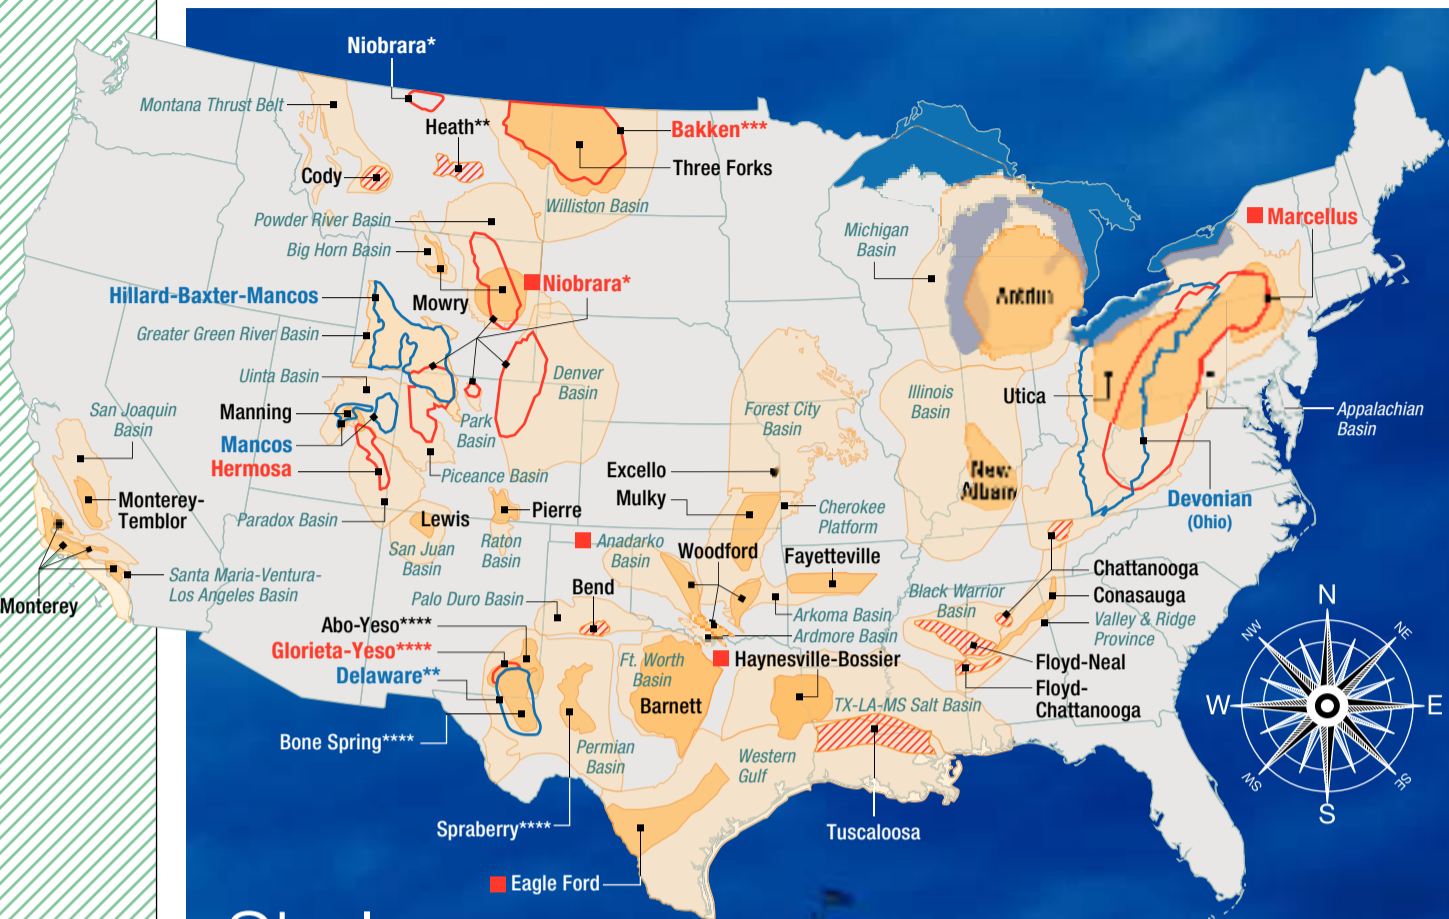 Niobrara*
Montana Thrust Belt
Heath**
Bakken***
Three Forks
Cody
Williston Basin
Powder River Basin
Big Horn Basin
Michigan
Basin
Marcellus
Hillard-Baxter-Mancos
Mowry
Niobrara*
Antrim
Greater Green River Basin
Uinta Basin
Denver
Basin
San Joaquin
Basin
Manning
Mancos
Hermosa
Park
Basin
Forest City
Basin
Illinois
Basin
Utica
Appalachian
Basin
Piceance Basin
Excello
Mulky
New
Albany
Monterey-
Temblor
Paradox Basin
Lewis
Pierre
Cherokee
Platform
Devonian
(Ohio)
San Juan
Basin
Raton
Basin
Anadarko
Basin
Woodford
Fayetteville
Santa Maria-Ventura-
Los Angeles Basin
Monterey
Palo Duro Basin
Bend
Arkoma Basin
Ardmore Basin
Black Warrior
Basin
Chattanooga
Conasauga
Valley & Ridge
Province
Abo-Yeso****
Glorieta-Yeso****
Delaware**
Ft. Worth
Basin
Barnett
Haynesville-Bossier
Floyd-Neal
Floyd-
Chattanooga
TX-LA-MS Salt Basin
Bone Spring****
Permian
Basin
Western
Gulf
Spraberry****
Tuscaloosa
Eagle Ford
N
NE
E
SE
S
SW
W
NW